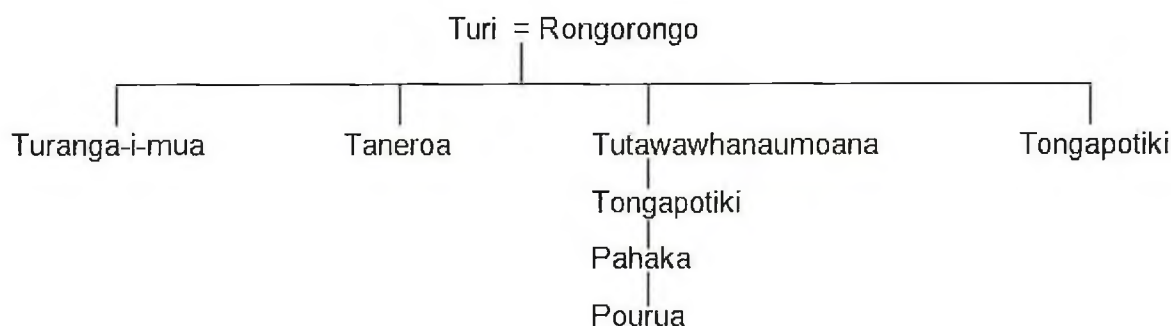 Turi = Rongorongo
Turanga-i-mua Taneroa Tutawawhanaumoana Tongapotiki
Tongapotiki
Pahaka
Pourua